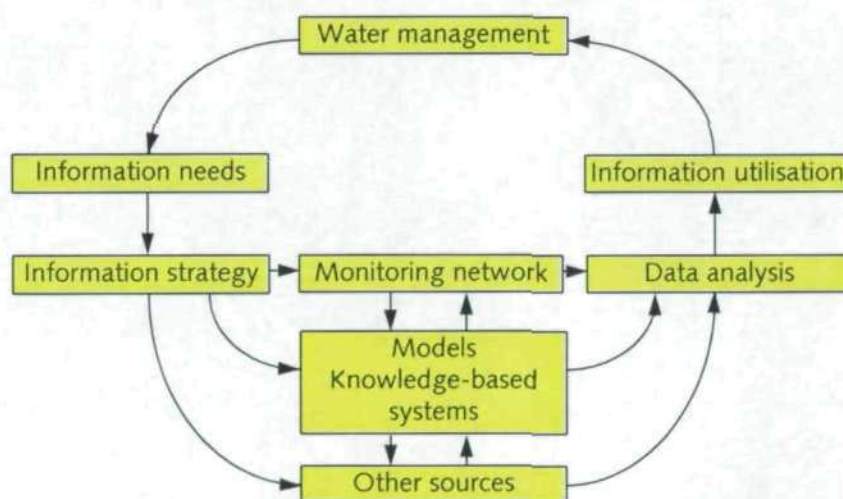 Water management
Information needs
Information utilisation
Information strategy
Monitoring network
Data analysis
Models
Knowledge-based
systems
Other sources